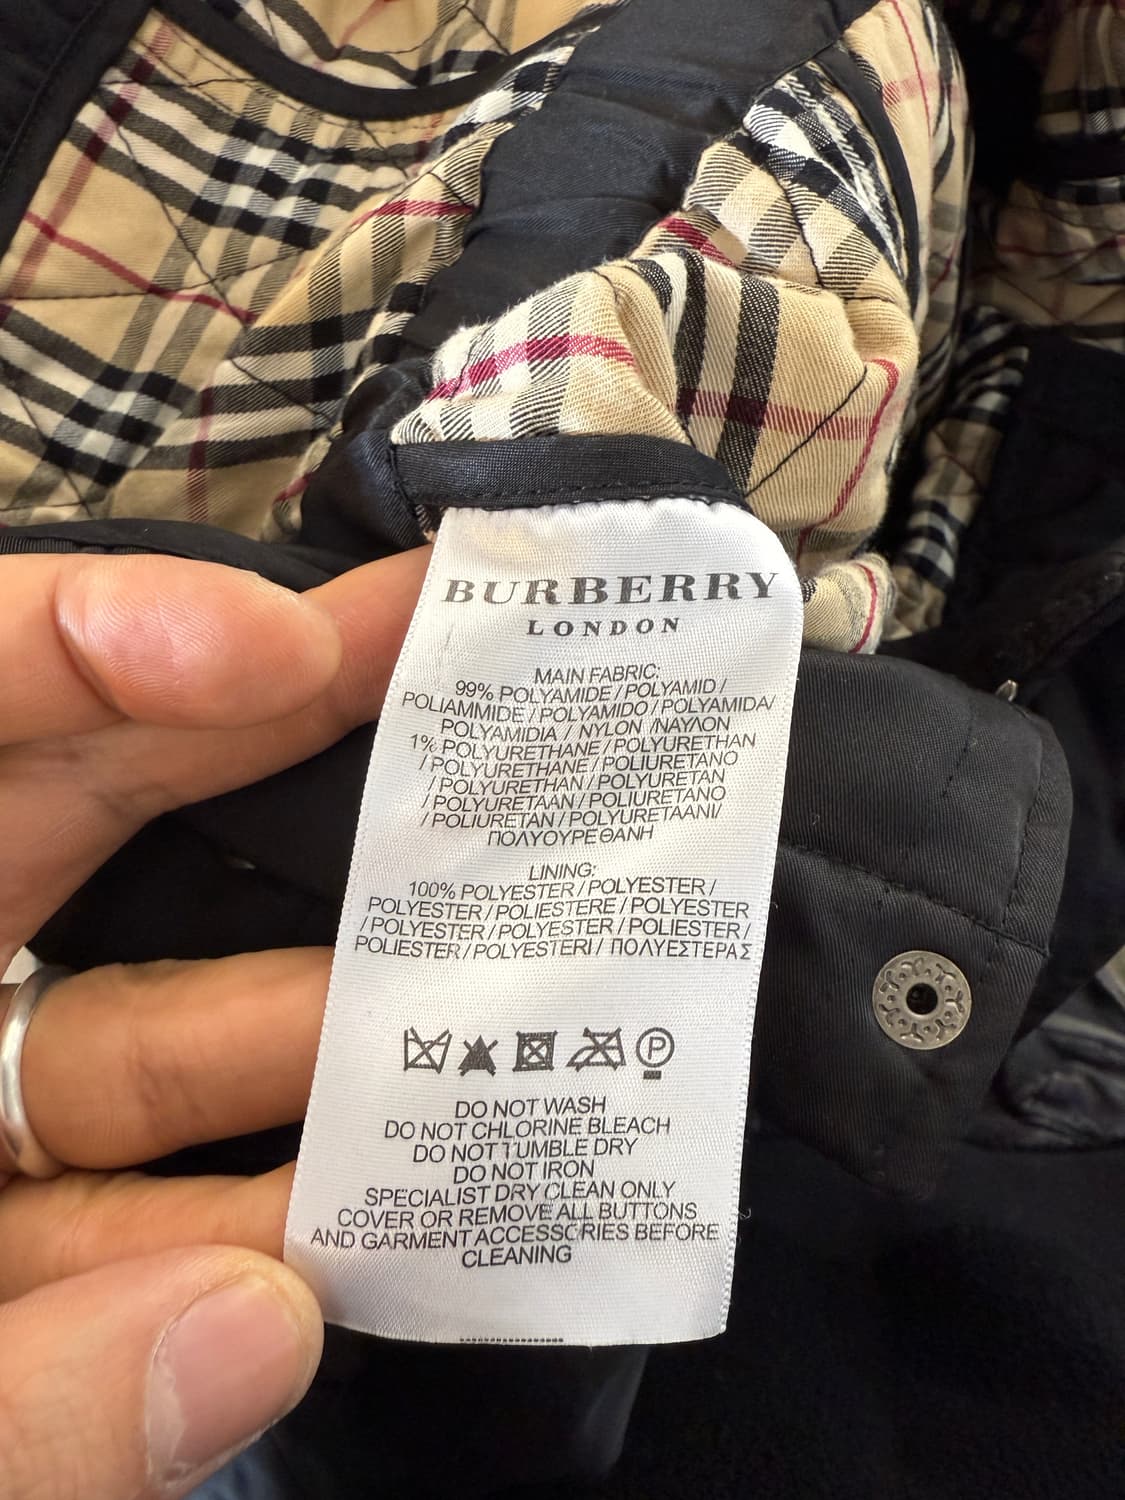 BURBERRY
LONDON
MAIN FABRIC:
99% POLYAMIDE / POLYAMID /
POLIAMMIDE / POLYAMIDO / POLYAMIDA/
POLYAMIDIA / NYLON /ΝΑΥΛΟΝ
1% POLYURETHANE / POLYURETHAN
/ POLYURETHANE / POLIURETANO
/ POLYURETHAN / POLYURETAN
/ POLYURETAAN / POLIURETANO
/ POLIURETAN / POLYURETAANI/
ΠΟΛΥΟΥΡΕΘΑΝΗ
LINING:
100% POLYESTER / POLYESTER /
POLYESTER / POLIESTERE / POLYESTER
/ POLYESTER / POLYESTER / POLIESTER /
POLIESTER / POLYESTERI / ΠΟΛΥΕΣΤΕΡΑΣ
P
DO NOT WASH
DO NOT CHLORINE BLEACH
DO NOT TUMBLE DRY
DO NOT IRON
SPECIALIST DRY CLEAN ONLY
COVER OR REMOVE ALL BUTTONS
AND GARMENT ACCESSORIES BEFORE
CLEANING